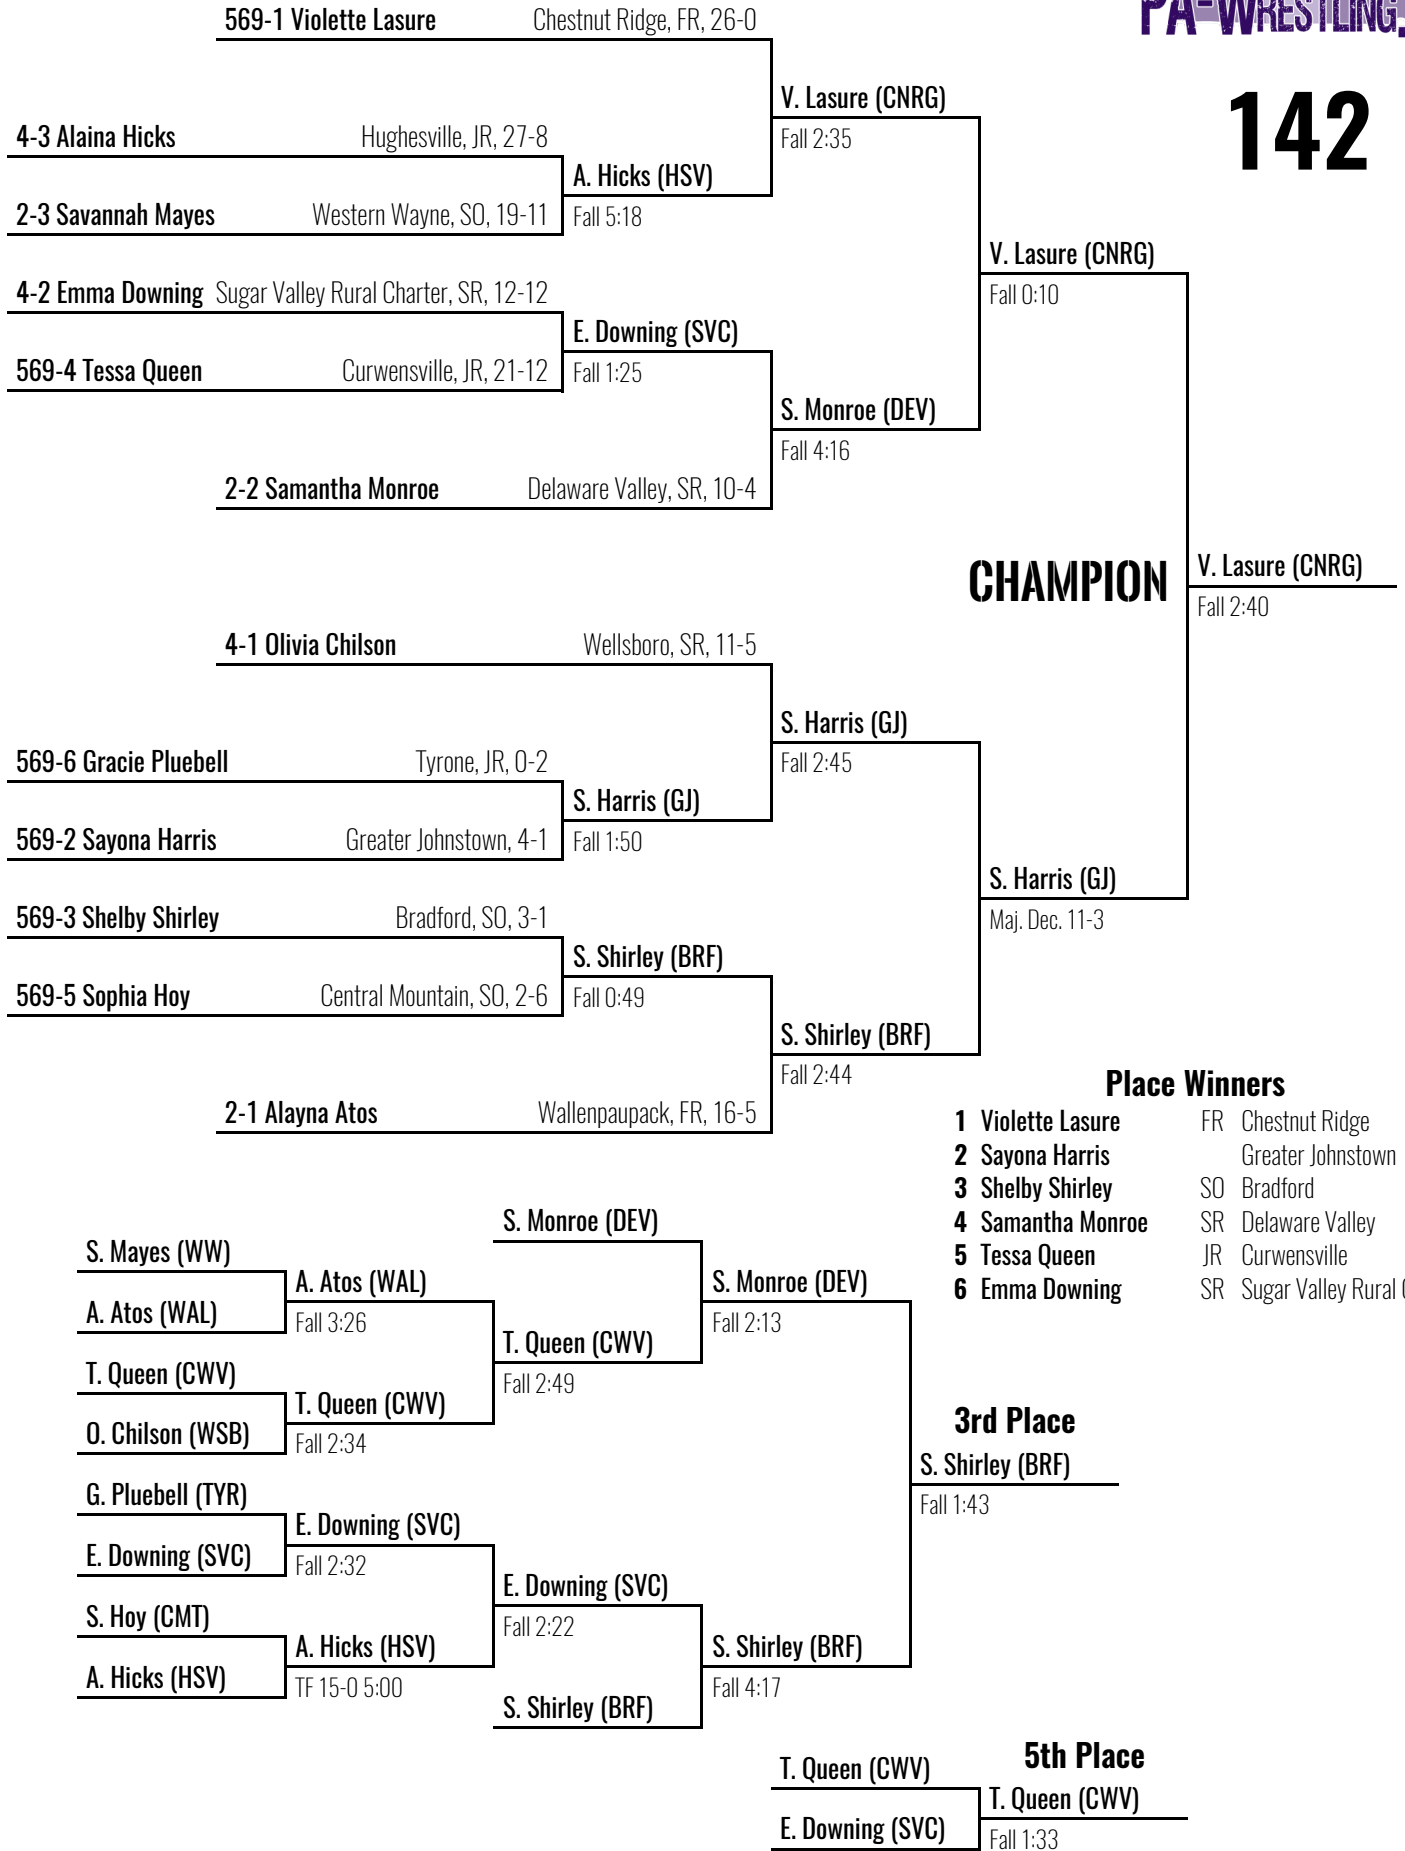 PA-WRESTLING.
142
569-1 Violette Lasure Chestnut Ridge, FR, 26-0
V. Lasure (CNRG)
Fall 2:35
4-3 Alaina Hicks Hughesville, JR, 27-8
A. Hicks (HSV)
Fall 5:18
2-3 Savannah Mayes Western Wayne, SO, 19-11
V. Lasure (CNRG)
Fall 0:10
4-2 Emma Downing Sugar Valley Rural Charter, SR, 12-12
E. Downing (SVC)
Fall 1:25
569-4 Tessa Queen Curwensville, JR, 21-12
S. Monroe (DEV)
Fall 4:16
2-2 Samantha Monroe Delaware Valley, SR, 10-4
CHAMPION
V. Lasure (CNRG)
Fall 2:40
4-1 Olivia Chilson Wellsboro, SR, 11-5
S. Harris (GJ)
Fall 2:45
569-6 Gracie Pluebell Tyrone, JR, 0-2
S. Harris (GJ)
Fall 1:50
569-2 Sayona Harris Greater Johnstown, 4-1
S. Harris (GJ)
Maj. Dec. 11-3
569-3 Shelby Shirley Bradford, SO, 3-1
S. Shirley (BRF)
Fall 0:49
569-5 Sophia Hoy Central Mountain, SO, 2-6
S. Shirley (BRF)
Fall 2:44
2-1 Alayna Atos Wallenpaupack, FR, 16-5
Place Winners
1 Violette Lasure FR Chestnut Ridge
2 Sayona Harris Greater Johnstown
3 Shelby Shirley SO Bradford
4 Samantha Monroe SR Delaware Valley
5 Tessa Queen JR Curwensville
6 Emma Downing SR Sugar Valley Rural
S. Monroe (DEV)
S. Mayes (WW)
A. Atos (WAL)
Fall 3:26
A. Atos (WAL)
S. Monroe (DEV)
Fall 2:13
T. Queen (CWV)
Fall 2:49
T. Queen (CWV)
T. Queen (CWV)
Fall 2:34
O. Chilson (WSB)
3rd Place
S. Shirley (BRF)
Fall 1:43
G. Pluebell (TYR)
E. Downing (SVC)
Fall 2:32
E. Downing (SVC)
E. Downing (SVC)
Fall 2:22
S. Hoy (CMT)
A. Hicks (HSV)
TF 15-0 5:00
A. Hicks (HSV)
S. Shirley (BRF)
Fall 4:17
S. Shirley (BRF)
5th Place
T. Queen (CWV)
T. Queen (CWV)
Fall 1:33
E. Downing (SVC)